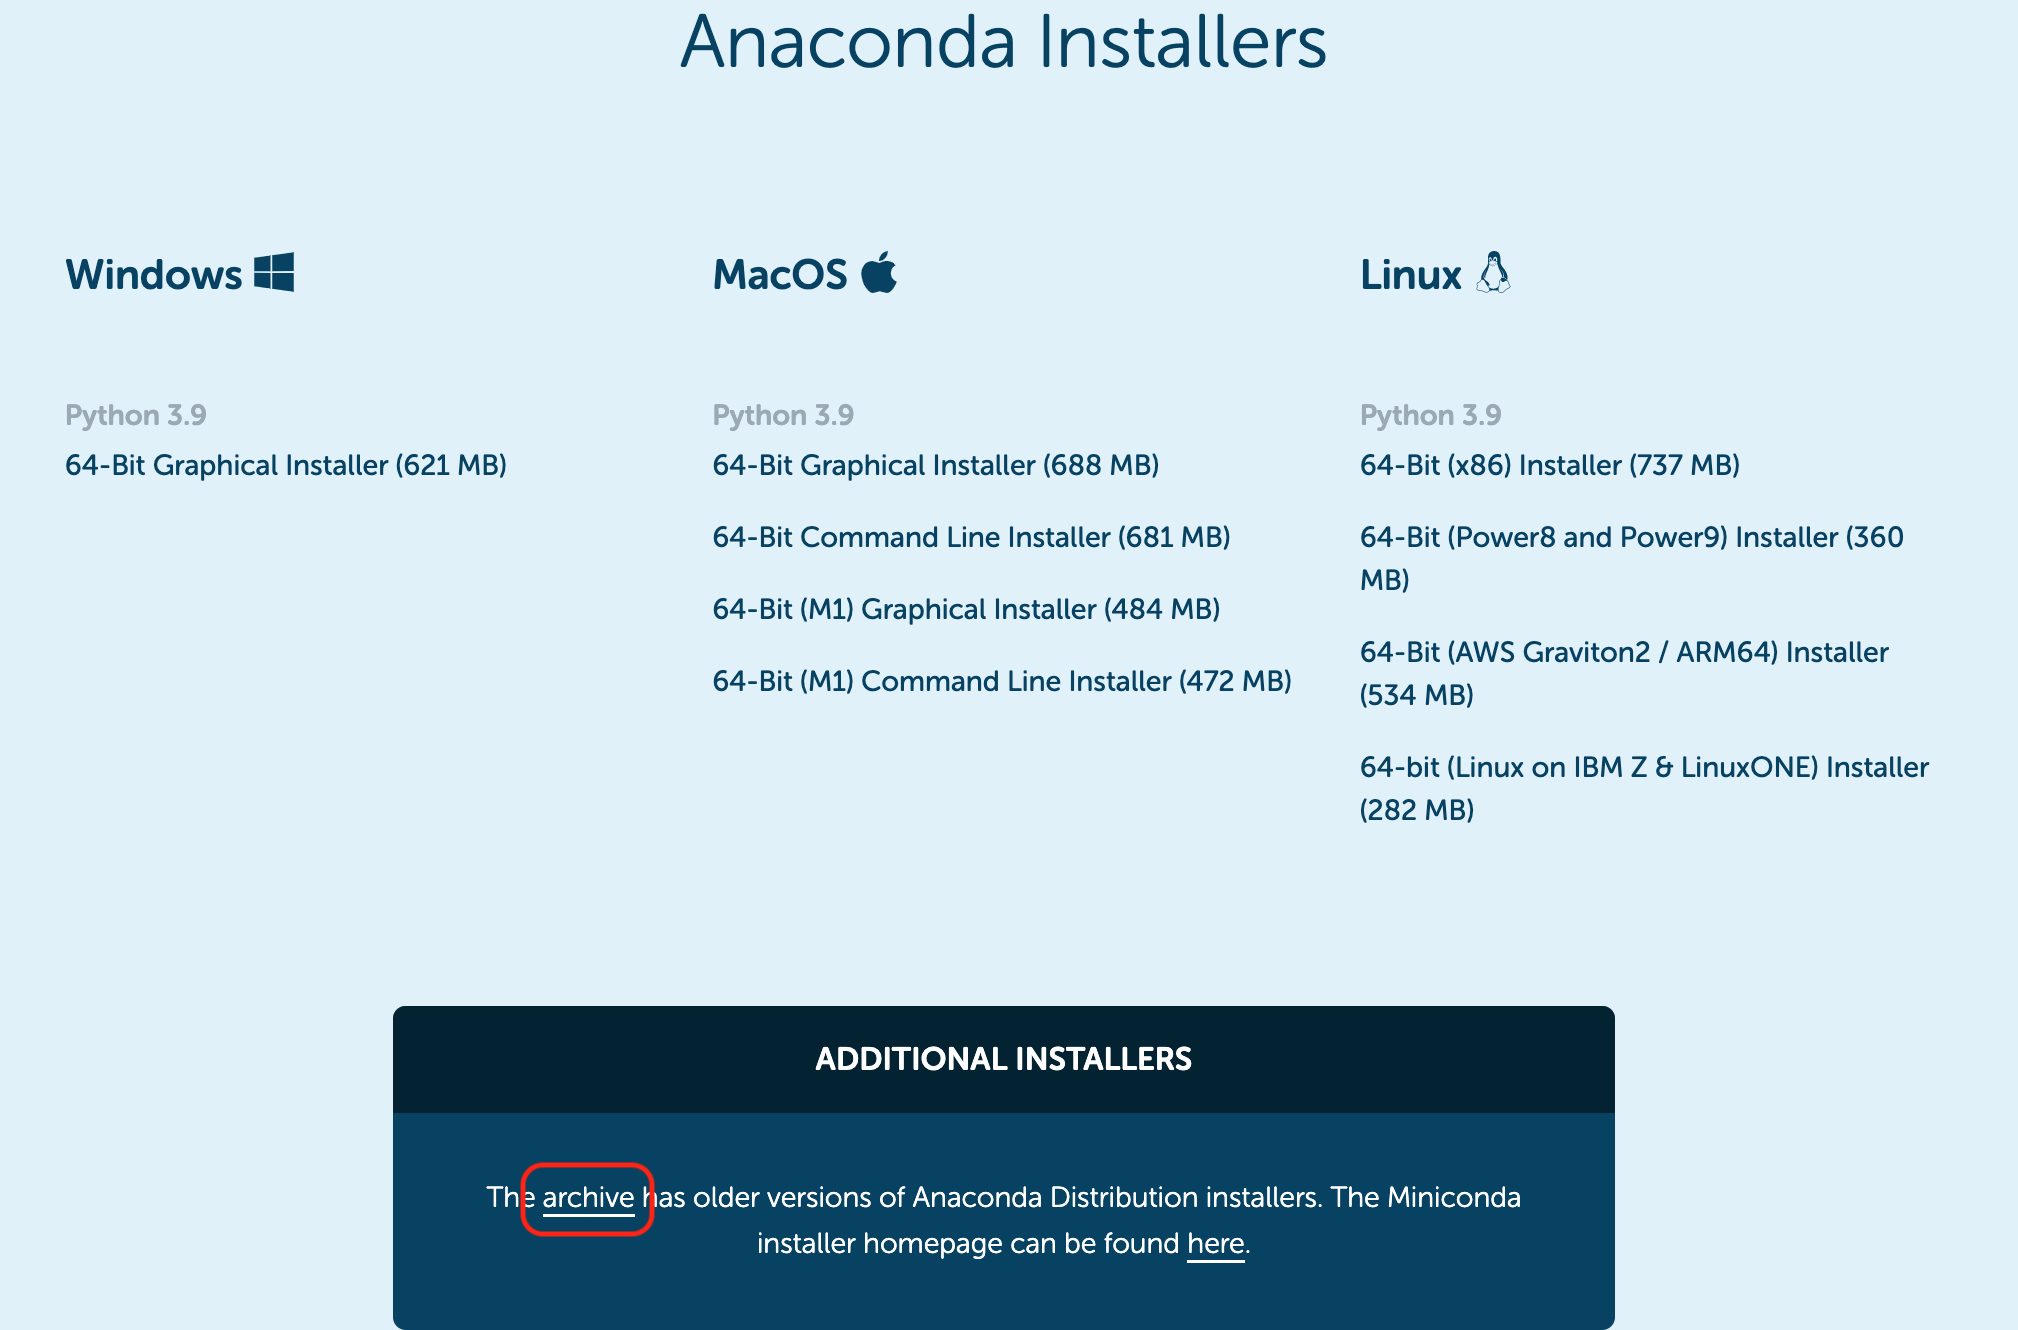 Anaconda Installers
Windows
Python 3.9
64-Bit Graphical Installer (621 MB)
MacOS
Python 3.9
64-Bit Graphical Installer (688 MB)
64-Bit Command Line Installer (681 MB)
64-Bit (M1) Graphical Installer (484 MB)
64-Bit (M1) Command Line Installer (472 MB)
Linux
Python 3.9
64-Bit (x86) Installer (737 MB)
64-Bit (Power8 and Power9) Installer (360
MB)
64-Bit (AWS Graviton2 / ARM64) Installer
(534 MB)
64-bit (Linux on IBM Z & LinuxONE) Installer
(282 MB)
ADDITIONAL INSTALLERS
The archive has older versions of Anaconda Distribution installers. The Miniconda
installer homepage can be found here.